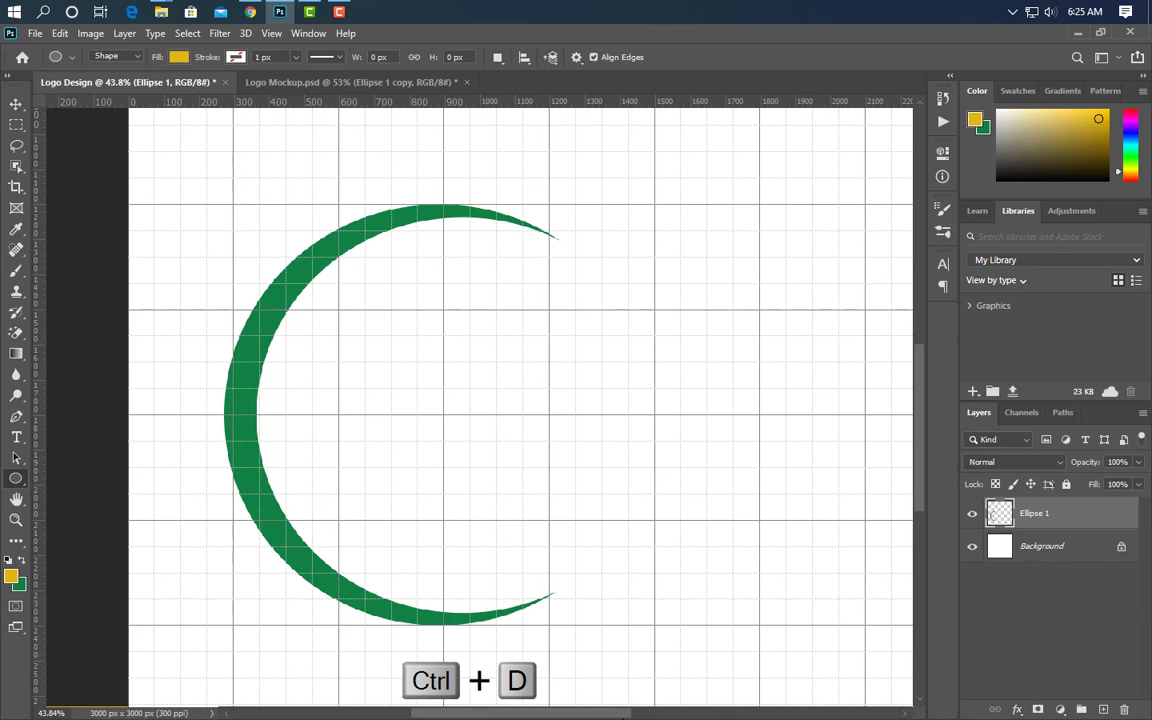 6:25 AM
Ps File Edit Image Layer Type Select Filter 3D View Window Help
Shape Fill: Stroke: 1 px W: 0 px H: 0 px Align Edges
Logo Design @ 43.8% (Ellipse 1, RGB/8#) * Logo Mockup.psd @ 53% (Ellipse 1 copy, RGB/8#) *
200 100 0 100 200 300 400 500 600 700 800 900 1000 1100 1200 1300 1400 1500 1600 1700 1800 1900 2000 2100 220
Color Swatches Gradients Patterns
Learn Libraries Adjustments
Search libraries and Adobe Stock
My Library
View by type
Graphics
23 KB
Layers Channels Paths
Kind
Normal Opacity: 100%
Lock: Fill: 100%
Ellipse 1
Background
Ctrl + D
43.84% 3000 px x 3000 px (300 ppi)